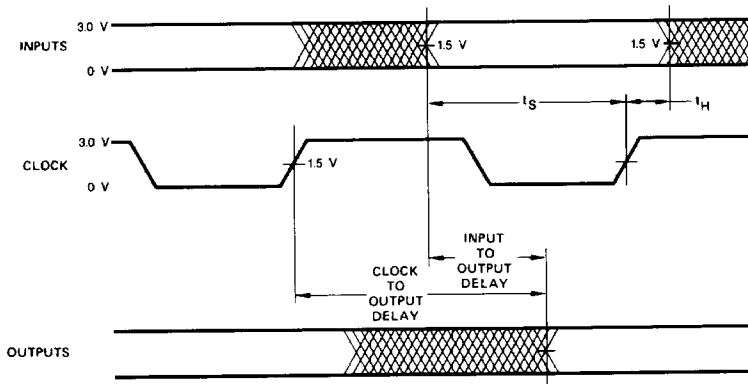 3.0 V
INPUTS
1.5 V
1.5 V
0 V
tS
tH
3.0 V
CLOCK
1.5 V
0 V
INPUT
TO
OUTPUT
DELAY
CLOCK
TO
OUTPUT
DELAY
OUTPUTS